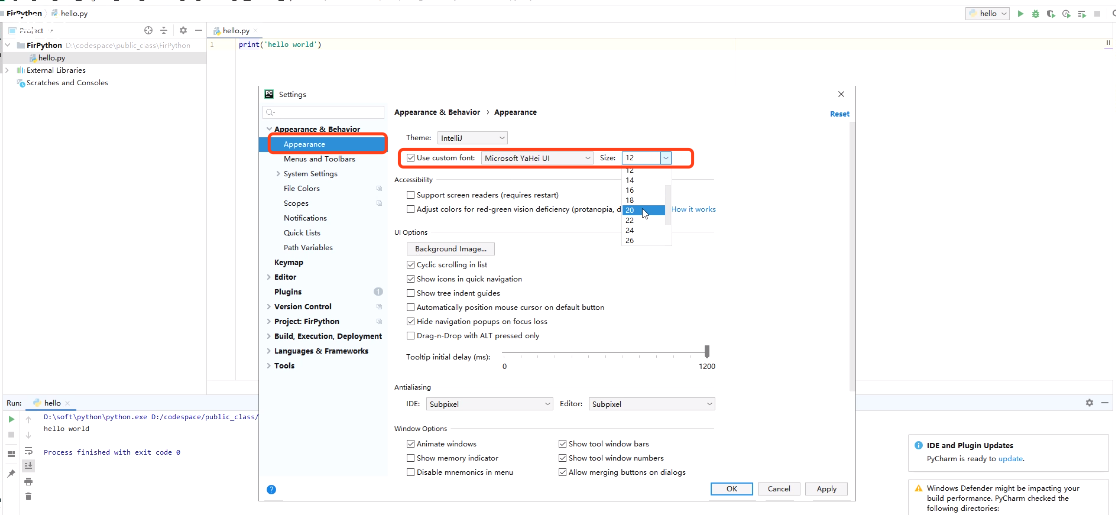 FirPython hello.py hello
Project hello.py
FirPython D:\codespace\public_class\FirPython
hello.py
External Libraries
Scratches and Consoles
1 print('hello world')
Settings
Appearance & Behavior
Appearance
Menus and Toolbars
System Settings
File Colors
Scopes
Notifications
Quick Lists
Path Variables
Keymap
Editor
Plugins
Version Control
Project: FirPython
Build, Execution, Deployment
Languages & Frameworks
Tools
Appearance & Behavior › Appearance Reset
Theme: IntelliJ
Use custom font: Microsoft YaHei UI Size: 12
12
14
16
18
20
22
24
26
Accessibility
Support screen readers (requires restart)
Adjust colors for red-green vision deficiency (protanopia, d How it works
UI Options
Background Image...
Cyclic scrolling in list
Show icons in quick navigation
Show tree indent guides
Automatically position mouse cursor on default button
Hide navigation popups on focus loss
Drag-n-Drop with ALT pressed only
Tooltip initial delay (ms):
0 1200
Antialiasing
IDE: Subpixel Editor: Subpixel
Window Options
Animate windows Show tool window bars
Show memory indicator Show tool window numbers
Disable mnemonics in menu Allow merging buttons on dialogs
OK Cancel Apply
Run: hello
D:\soft\python\python.exe D:/codespace/public_class/
hello world
Process finished with exit code 0
IDE and Plugin Updates
PyCharm is ready to update.
Windows Defender might be impacting your
build performance. PyCharm checked the
following directories: